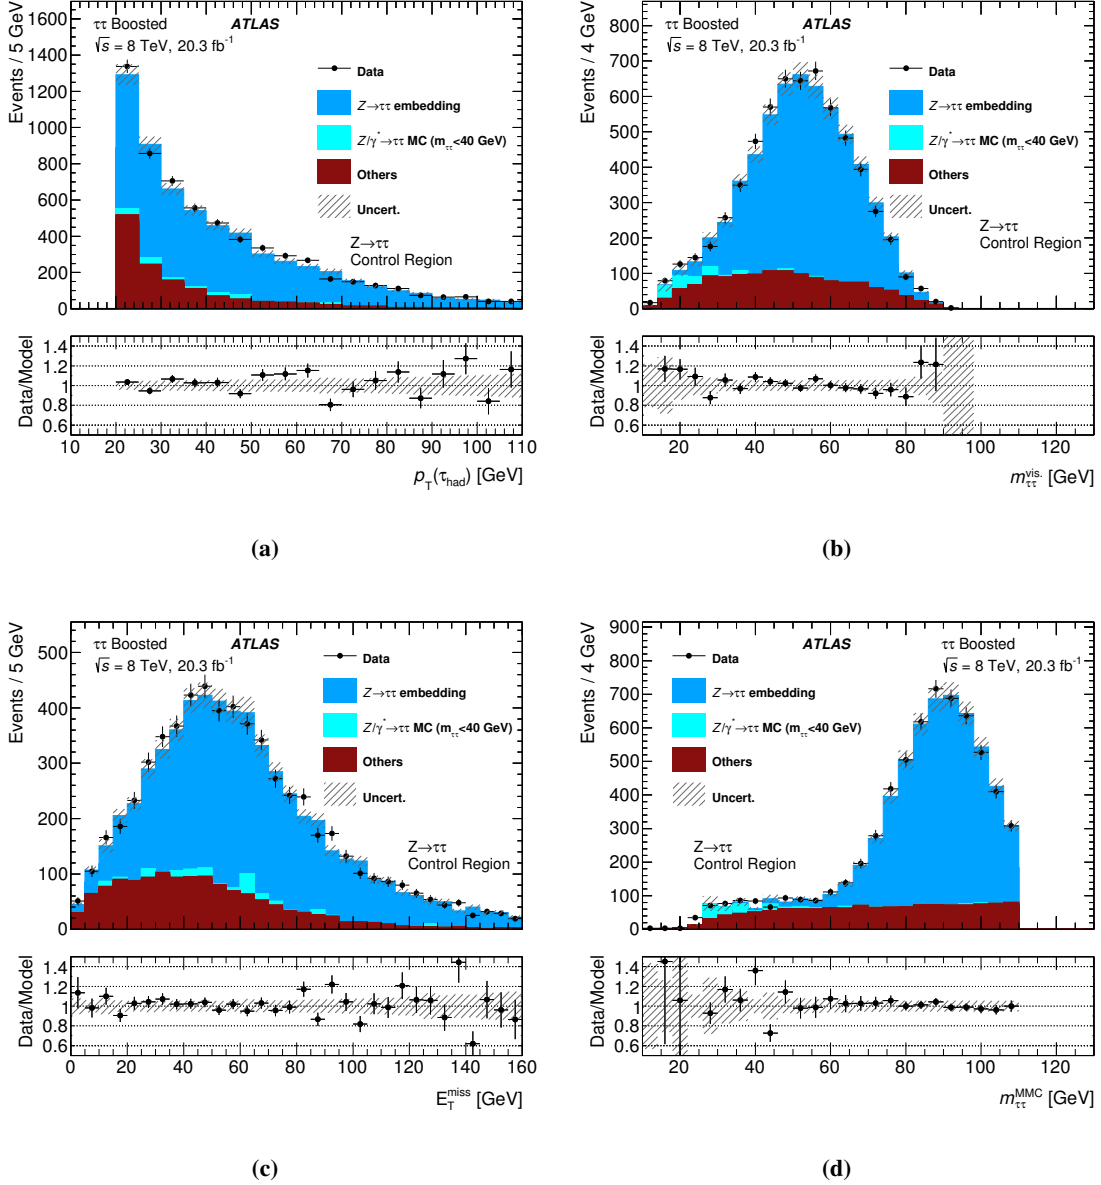 ττ Boosted ATLAS
√s = 8 TeV, 20.3 fb⁻¹
Events / 5 GeV
1600
1400
1200
1000
800
600
400
200
0
Data
Z→ττ embedding
Z/γ*→ττ MC (mττ<40 GeV)
Others
Uncert.
Z→ττ
Control Region
Data/Model
1.4
1.2
1
0.8
0.6
10 20 30 40 50 60 70 80 90 100 110
pT(τhad) [GeV]
(a)
ττ Boosted ATLAS
√s = 8 TeV, 20.3 fb⁻¹
Events / 4 GeV
800
700
600
500
400
300
200
100
0
Data
Z→ττ embedding
Z/γ*→ττ MC (mττ<40 GeV)
Others
Uncert.
Z→ττ
Control Region
Data/Model
1.4
1.2
1
0.8
0.6
20 40 60 80 100 120
mττ^vis. [GeV]
(b)
ττ Boosted ATLAS
√s = 8 TeV, 20.3 fb⁻¹
Events / 5 GeV
500
400
300
200
100
0
Data
Z→ττ embedding
Z/γ*→ττ MC (mττ<40 GeV)
Others
Uncert.
Z→ττ
Control Region
Data/Model
1.4
1.2
1
0.8
0.6
0 20 40 60 80 100 120 140 160
ET^miss [GeV]
(c)
ATLAS ττ Boosted
√s = 8 TeV, 20.3 fb⁻¹
Events / 4 GeV
900
800
700
600
500
400
300
200
100
0
Data
Z→ττ embedding
Z/γ*→ττ MC (mττ<40 GeV)
Others
Uncert.
Z→ττ
Control Region
Data/Model
1.4
1.2
1
0.8
0.6
20 40 60 80 100 120
mττ^MMC [GeV]
(d)